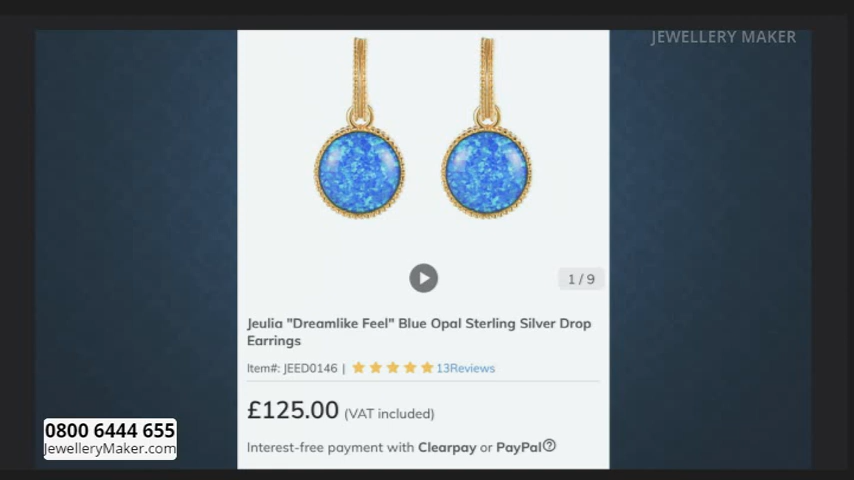 JEWELLERY MAKER
1 / 9
Jeulia "Dreamlike Feel" Blue Opal Sterling Silver Drop
Earrings
Item#: JEED0146 | 13Reviews
£125.00 (VAT included)
Interest-free payment with Clearpay or PayPal?
0800 6444 655
JewelleryMaker.com